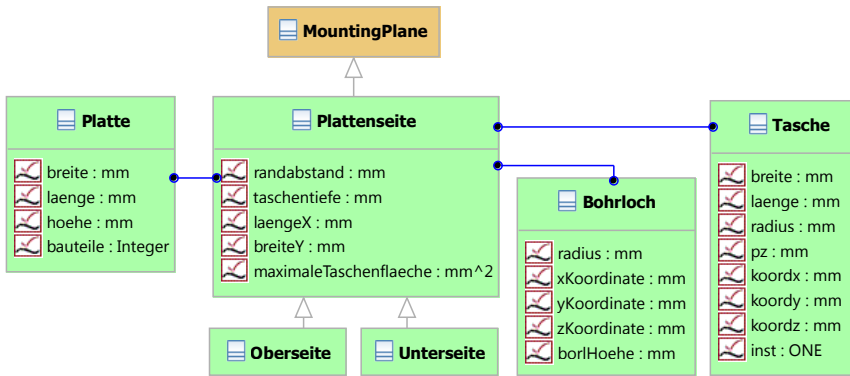 MountingPlane
Platte
breite : mm
laenge : mm
hoehe : mm
bauteile : Integer
Plattenseite
randabstand : mm
taschentiefe : mm
laengeX : mm
breiteY : mm
maximaleTaschenflaeche : mm^2
Tasche
breite : mm
laenge : mm
radius : mm
pz : mm
koordx : mm
koordy : mm
koordz : mm
inst : ONE
Bohrloch
radius : mm
xKoordinate : mm
yKoordinate : mm
zKoordinate : mm
borlHoehe : mm
Oberseite
Unterseite